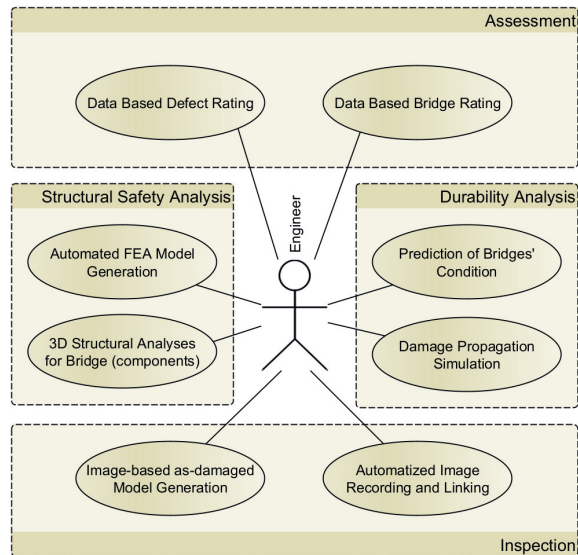 Assessment
Data Based Defect Rating
Data Based Bridge Rating
Structural Safety Analysis
Automated FEA Model
Generation
3D Structural Analyses
for Bridge (components)
Engineer
Durability Analysis
Prediction of Bridges'
Condition
Damage Propagation
Simulation
Image-based as-damaged
Model Generation
Automatized Image
Recording and Linking
Inspection